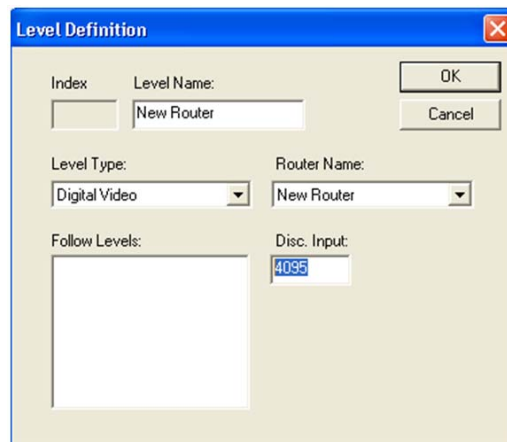 Level Definition
Index Level Name: OK
New Router Cancel
Level Type: Router Name:
Digital Video New Router
Follow Levels: Disc. Input:
4095